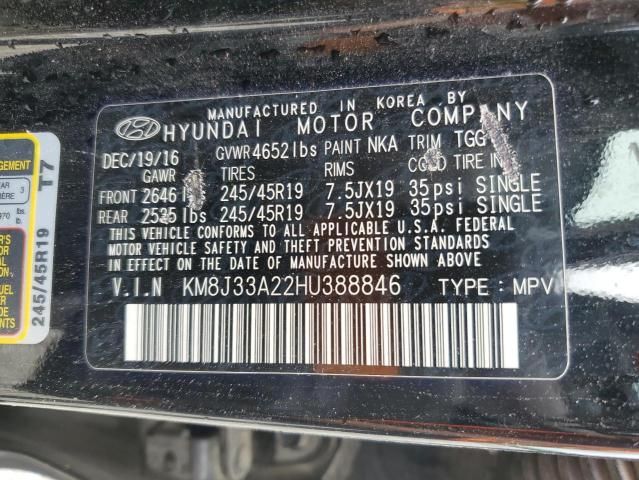 MANUFACTURED IN KOREA BY
HYUNDAI MOTOR COMPANY
DEC/19/16 GVWR 4652lbs PAINT NKA TRIM TGG
GAWR TIRES RIMS COLD TIRE IN
FRONT 2646 245/45R19 7.5JX19 35psi SINGLE
REAR 2525 lbs 245/45R19 7.5JX19 35psi SINGLE
THIS VEHICLE CONFORMS TO ALL APPLICABLE U.S.A. FEDERAL
MOTOR VEHICLE SAFETY AND THEFT PREVENTION STANDARDS
IN EFFECT ON THE DATE OF MANUFACTURE SHOWN ABOVE.
V.I.N KM8J33A22HU388846 TYPE: MPV
245/45R19 T7